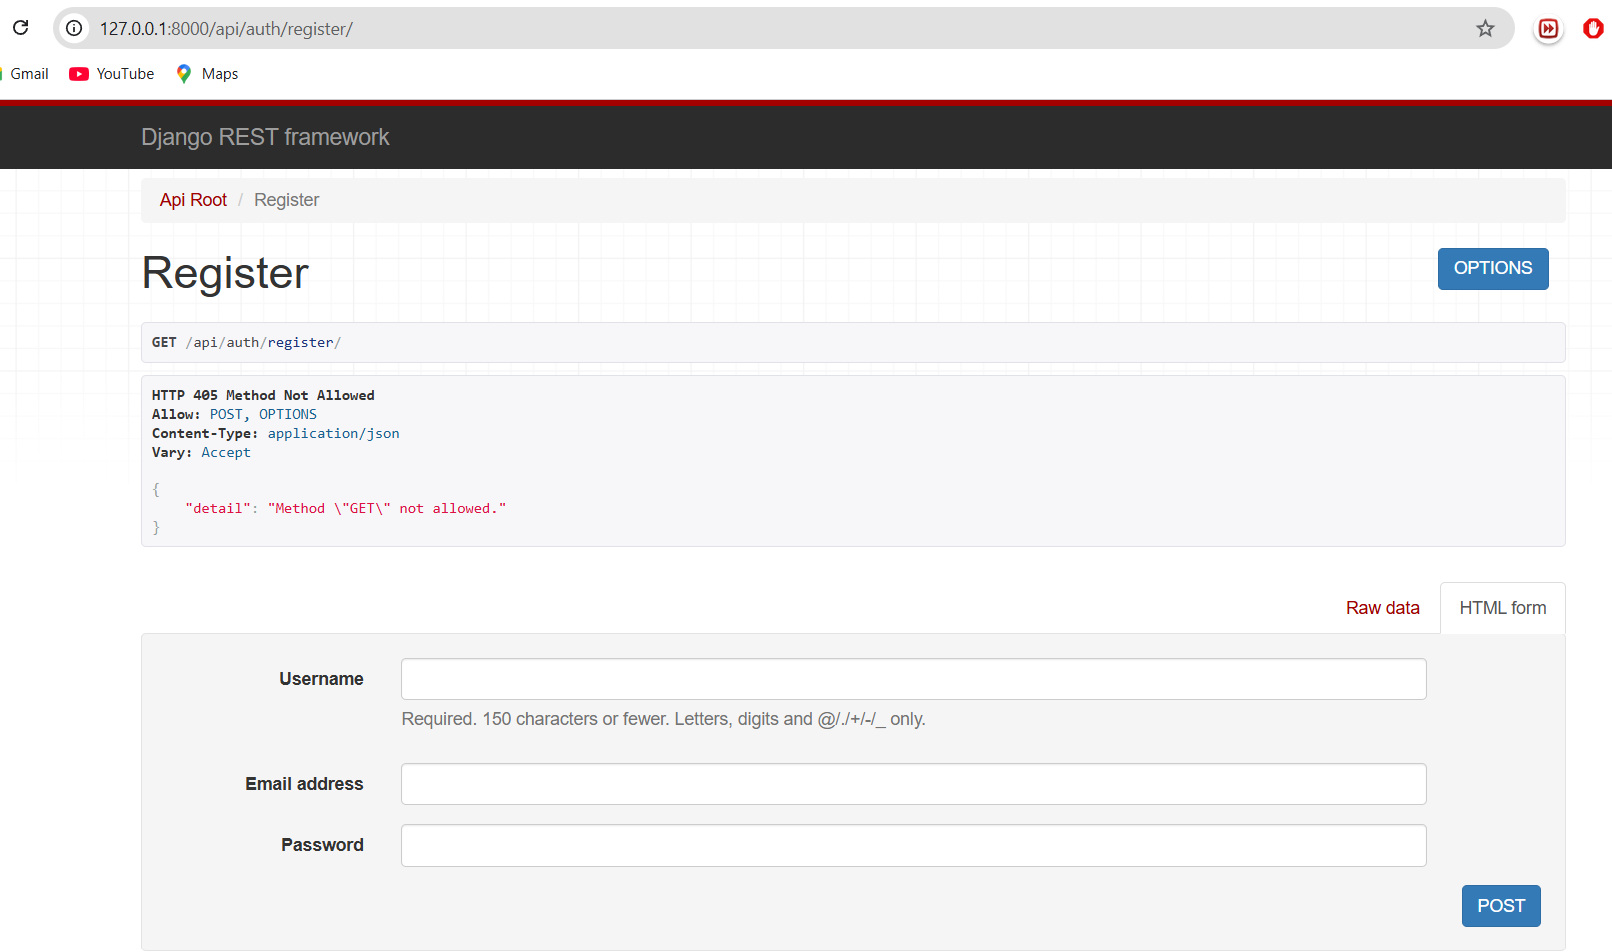 127.0.0.1:8000/api/auth/register/
Gmail YouTube Maps
Django REST framework
Api Root / Register
Register
OPTIONS
GET /api/auth/register/
HTTP 405 Method Not Allowed
Allow: POST, OPTIONS
Content-Type: application/json
Vary: Accept
{
    "detail": "Method \"GET\" not allowed."
}
Raw data HTML form
Username
Required. 150 characters or fewer. Letters, digits and @/./+/-/_ only.
Email address
Password
POST